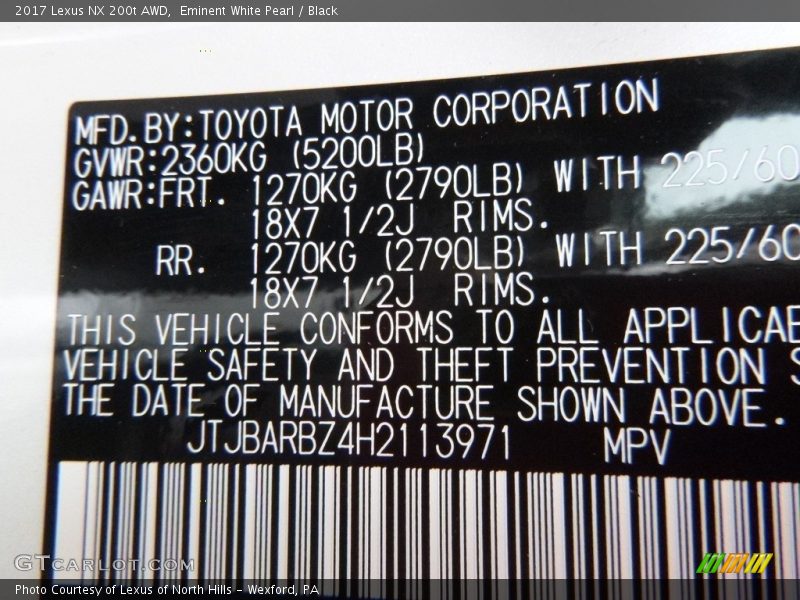 2017 Lexus NX 200t AWD,  Eminent White Pearl / Black
MFD.BY:TOYOTA MOTOR CORPORATION
GVWR:2360KG (5200LB)
GAWR:FRT. 1270KG (2790LB) WITH 225/60
18X7 1/2J RIMS.
RR. 1270KG (2790LB) WITH 225/60
18X7 1/2J RIMS.
THIS VEHICLE CONFORMS TO ALL APPLICAB
VEHICLE SAFETY AND THEFT PREVENTION S
THE DATE OF MANUFACTURE SHOWN ABOVE.
JTJBARBZ4H2113971 MPV
GTCARLOT.COM
Photo Courtesy of Lexus of North Hills - Wexford, PA